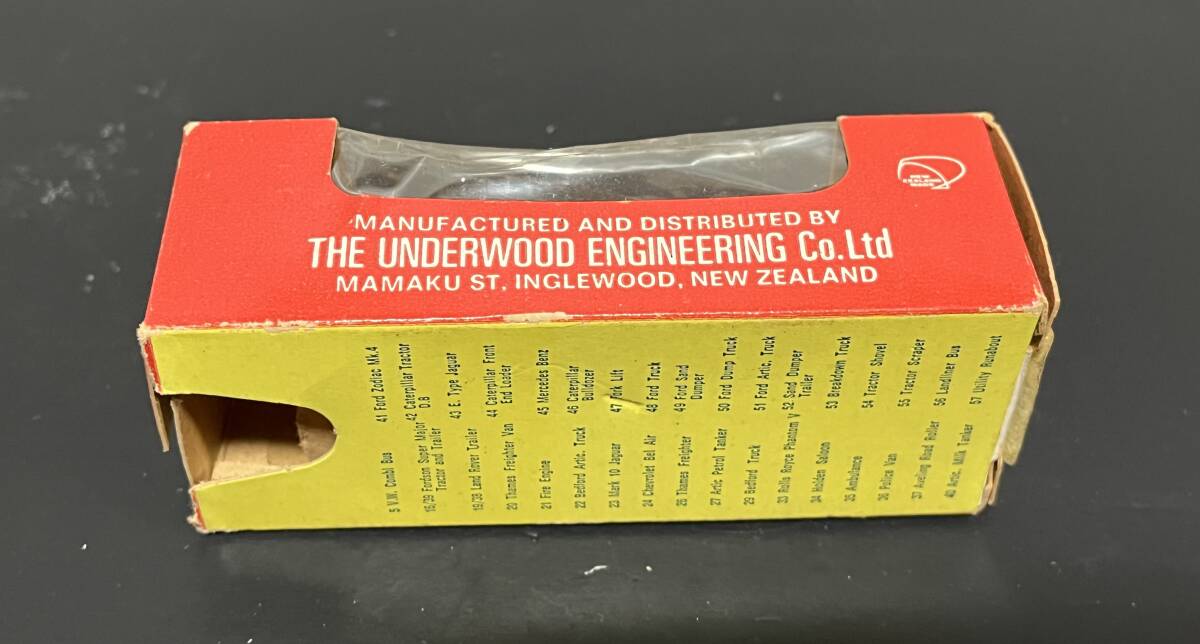 NEW
ZEALAND
MADE
MANUFACTURED AND DISTRIBUTED BY
THE UNDERWOOD ENGINEERING Co.Ltd
MAMAKU ST, INGLEWOOD, NEW ZEALAND
5 V.W. Combi Bus
16/39 Fordson Super Major
Tractor and Trailer
19/38 Land Rover Trailer
20 Thames Freighter Van
21 Fire Engine
22 Bedford Artic. Truck
23 Mark 10 Jaguar
24 Chevrolet Bel Air
26 Thames Freighter
27 Artic Petrol Tanker
29 Bedford Truck
33 Rolls Royce Phantom V
34 Holden Saloon
35 Ambulance
36 Police Van
37 Aveling Road Roller
40 Artic. Milk Tanker
41 Ford Zodiac Mk.4
42 Caterpillar Tractor
D.8
43 E. Type Jaguar
44 Caterpillar Front
End Loader
45 Mercedes Benz
46 Caterpillar
Bulldozer
47 Fork Lift
48 Ford Truck
49 Ford Sand
Dumper
50 Ford Dump Truck
51 Ford Artic. Truck
52 Sand Dumper
Trailer
53 Breakdown Truck
54 Tractor Shovel
55 Tractor Scraper
56 Landliner Bus
57 Utility Runabout